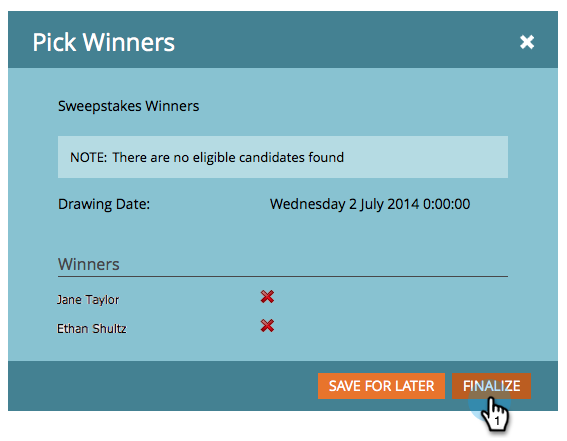 Pick Winners
Sweepstakes Winners
NOTE: There are no eligible candidates found
Drawing Date: Wednesday 2 July 2014 0:00:00
Winners
Jane Taylor
Ethan Shultz
SAVE FOR LATER FINALIZE
1